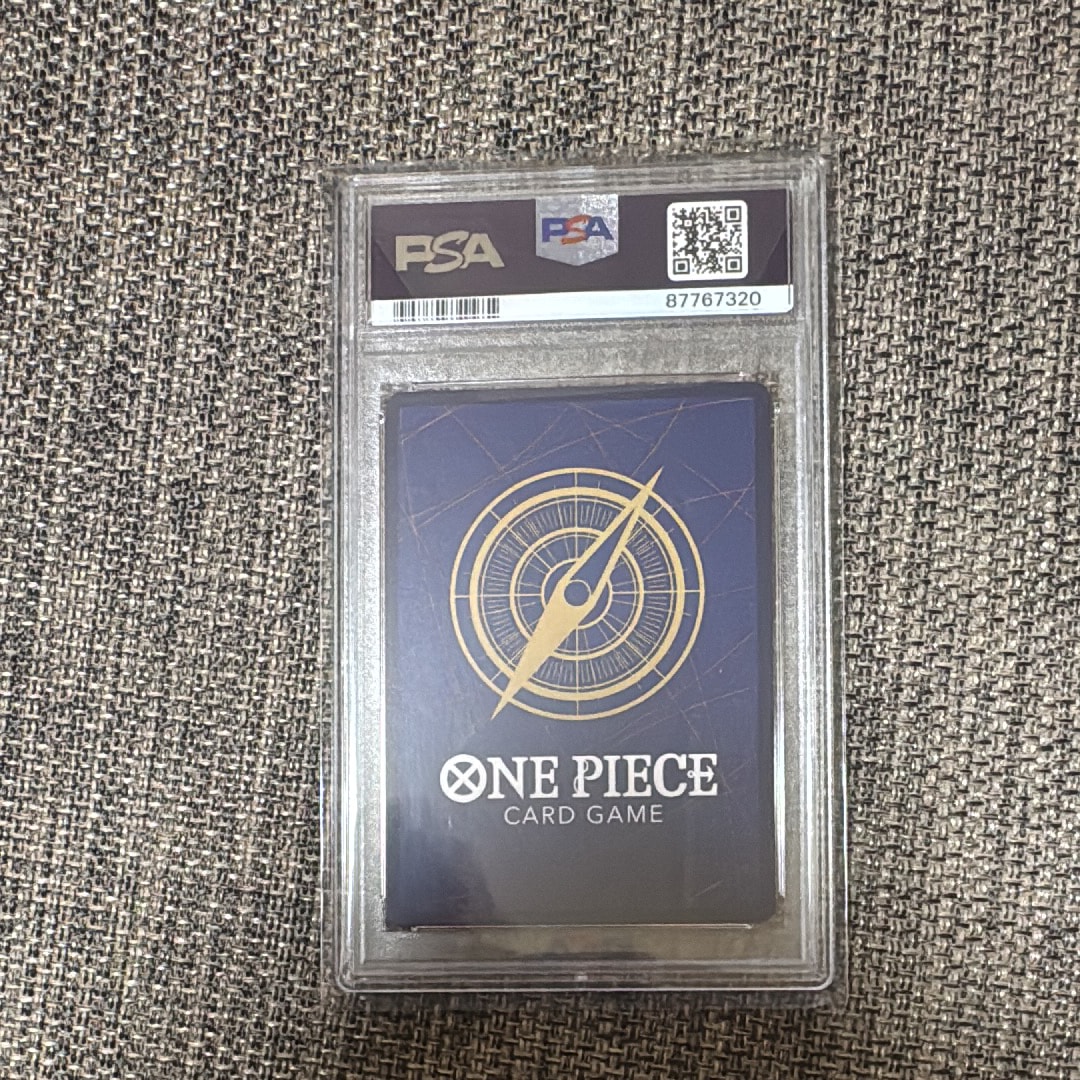 PSA
PSA
87767320
ONE PIECE
CARD GAME